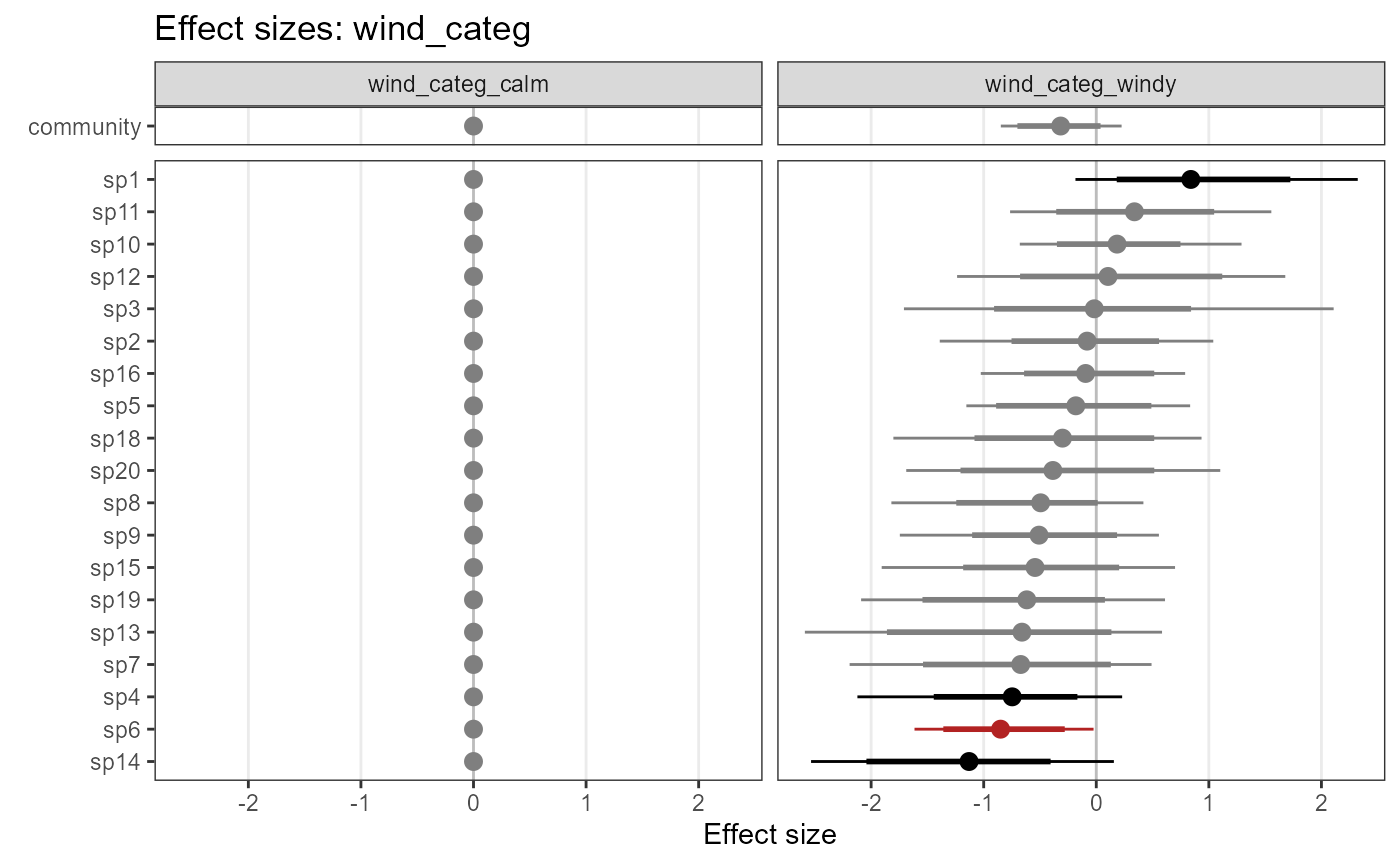 Effect sizes: wind_categ
wind_categ_calm wind_categ_windy
community
sp1
sp11
sp10
sp12
sp3
sp2
sp16
sp5
sp18
sp20
sp8
sp9
sp15
sp19
sp13
sp7
sp4
sp6
sp14
-2 -1 0 1 2 -2 -1 0 1 2
Effect size